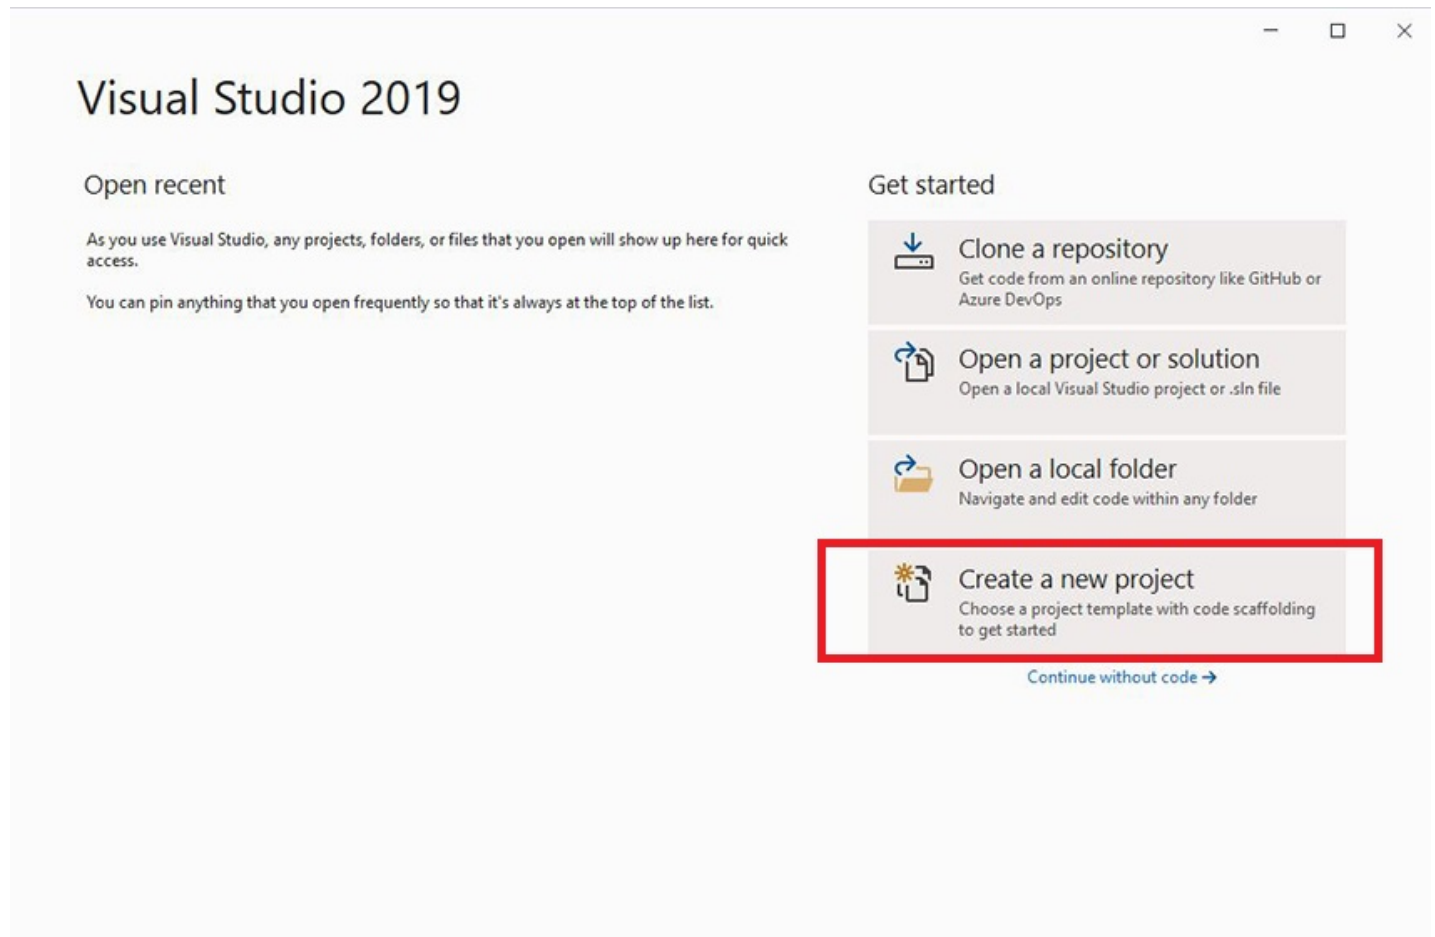 Visual Studio 2019
Open recent
As you use Visual Studio, any projects, folders, or files that you open will show up here for quick
access.
You can pin anything that you open frequently so that it's always at the top of the list.
Get started
Clone a repository
Get code from an online repository like GitHub or
Azure DevOps
Open a project or solution
Open a local Visual Studio project or .sln file
Open a local folder
Navigate and edit code within any folder
Create a new project
Choose a project template with code scaffolding
to get started
Continue without code →